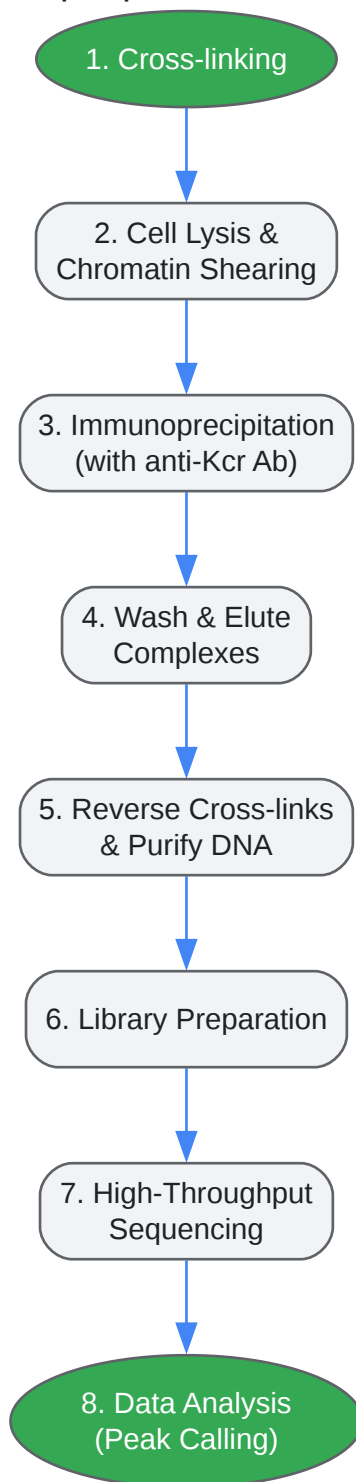 1. Cross-linking
2. Cell Lysis &
Chromatin Shearing
3. Immunoprecipitation
(with anti-Kcr Ab)
4. Wash & Elute
Complexes
5. Reverse Cross-links
& Purify DNA
6. Library Preparation
7. High-Throughput
Sequencing
8. Data Analysis
(Peak Calling)